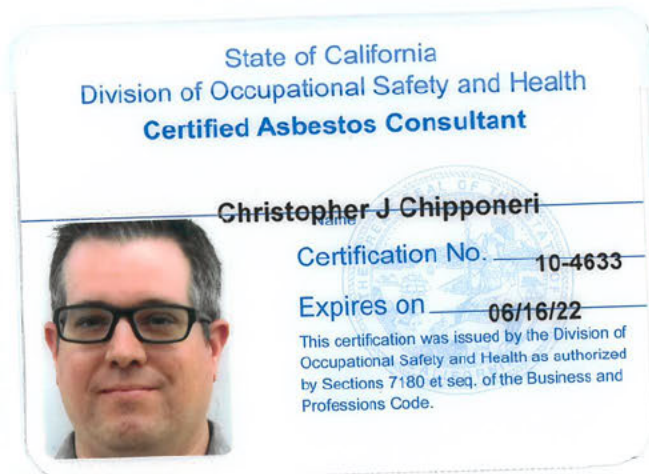 State of California
Division of Occupational Safety and Health
Certified Asbestos Consultant
Christopher J Chipponeri
Name
Certification No. 10-4633
Expires on 06/16/22
This certification was issued by the Division of
Occupational Safety and Health as authorized
by Sections 7180 et seq. of the Business and
Professions Code.